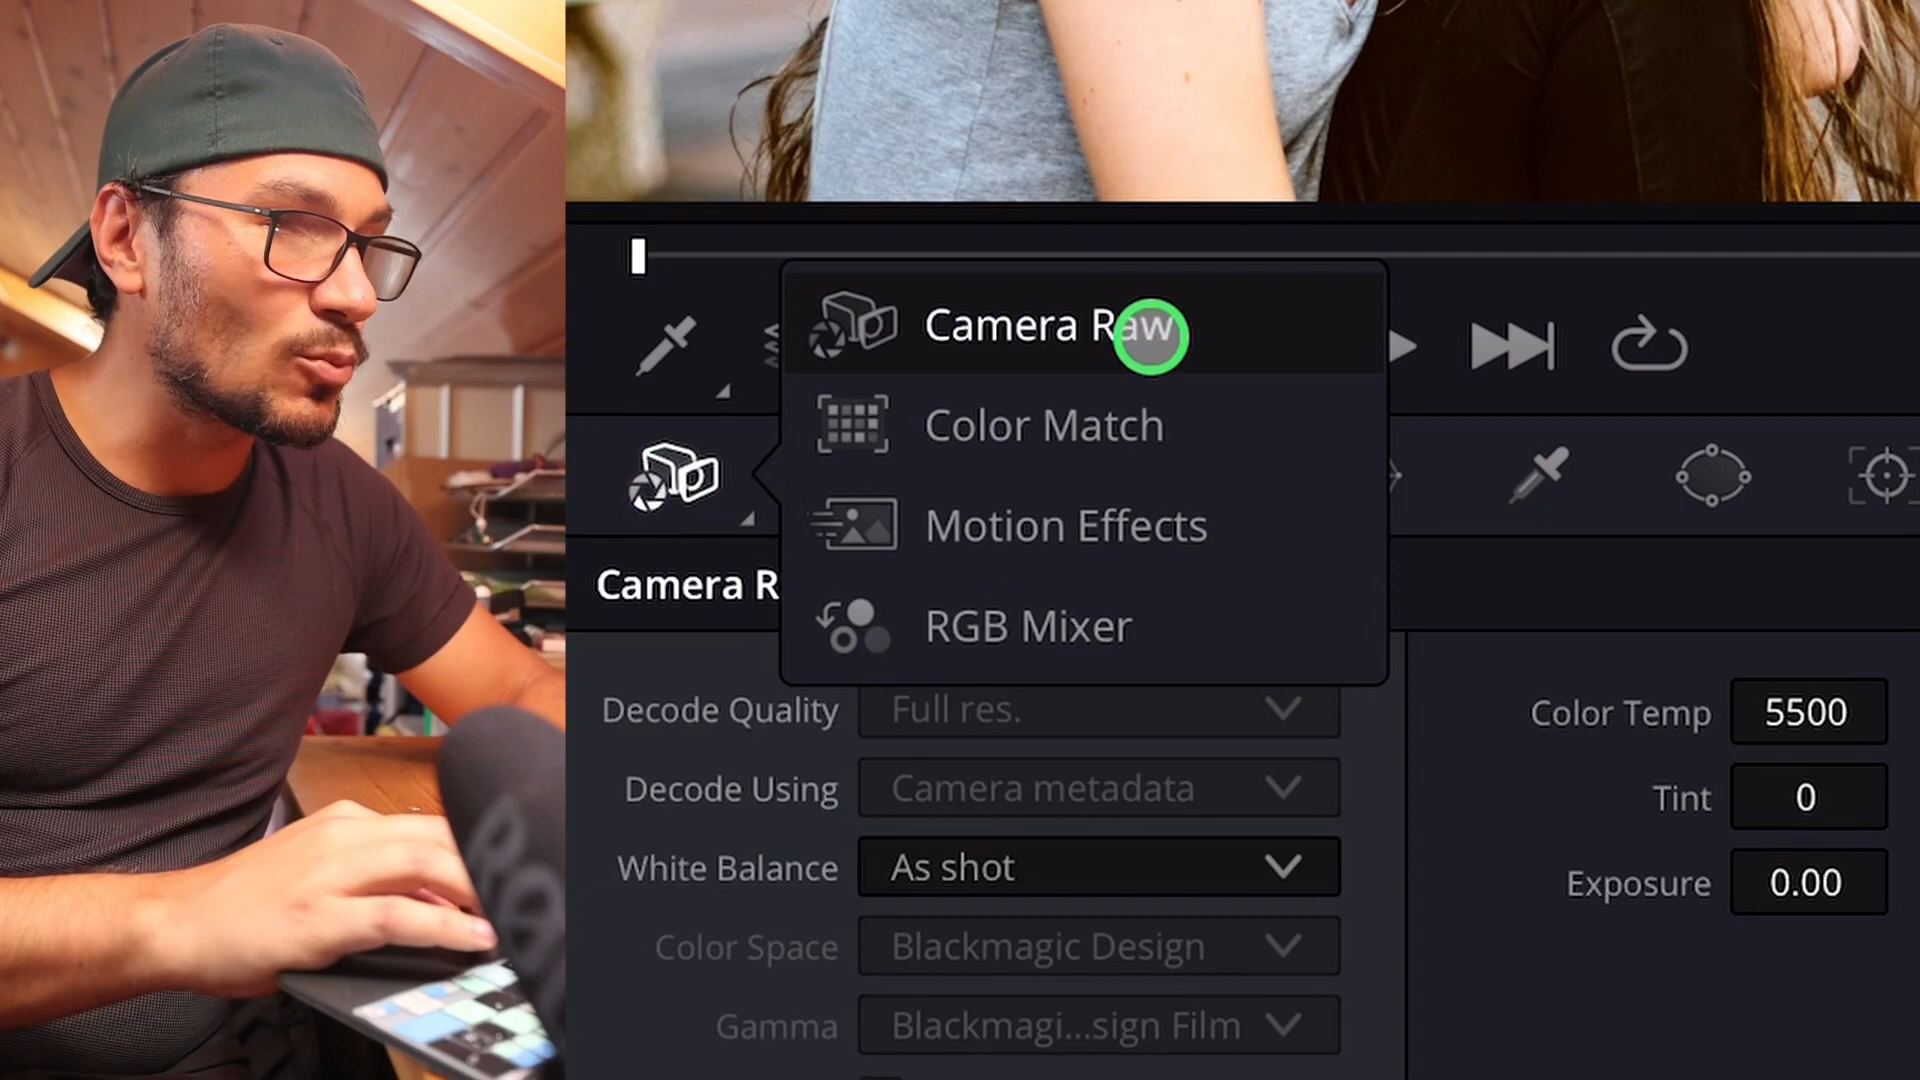 Camera Raw
Color Match
Motion Effects
RGB Mixer
Camera R
Decode Quality Full res.
Decode Using Camera metadata
White Balance As shot
Color Space Blackmagic Design
Gamma Blackmagi...sign Film
Color Temp 5500
Tint 0
Exposure 0.00